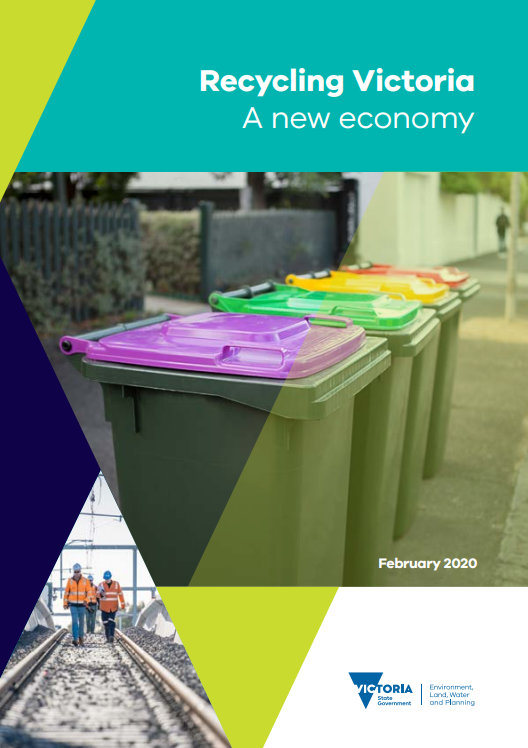 Recycling Victoria
A new economy
February 2020
VICTORIA
State
Government
Environment,
Land, Water
and Planning